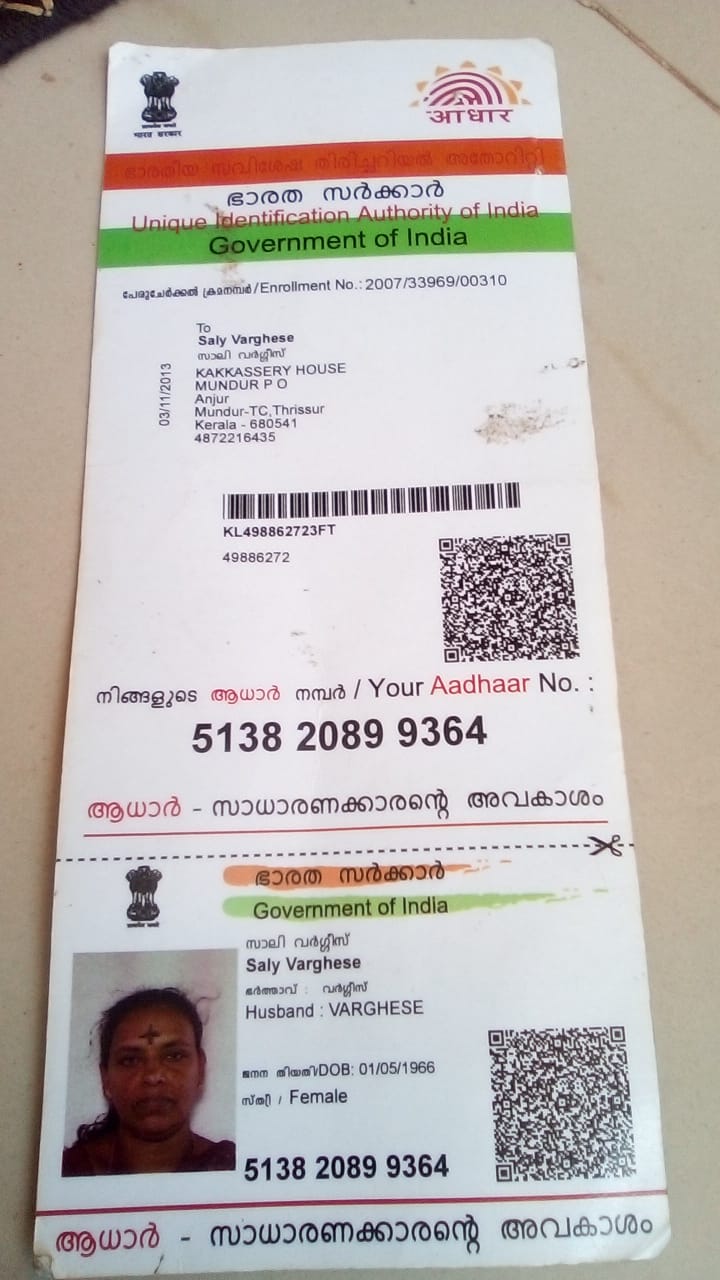 भारत सरकार
आधार
ഭാരതീയ സവിശേഷ തിരിച്ചറിയൽ അതോറിറ്റി
ഭാരത സർക്കാർ
Unique Identification Authority of India
Government of India
പേരുചേർക്കൽ ക്രമനമ്പർ/Enrollment No.: 2007/33969/00310
03/11/2013
To
Saly Varghese
സാലി വർഗ്ഗീസ്
KAKKASSERY HOUSE
MUNDUR P O
Anjur
Mundur-TC,Thrissur
Kerala - 680541
4872216435
KL498862723FT
49886272
നിങ്ങളുടെ ആധാർ നമ്പർ / Your Aadhaar No. :
5138 2089 9364
ആധാർ - സാധാരണക്കാരന്റെ അവകാശം
ഭാരത സർക്കാർ
Government of India
സാലി വർഗ്ഗീസ്
Saly Varghese
ഭർത്താവ് : വർഗ്ഗീസ്
Husband : VARGHESE
ജനന തിയതി/DOB: 01/05/1966
സ്ത്രീ / Female
5138 2089 9364
ആധാർ - സാധാരണക്കാരന്റെ അവകാശം